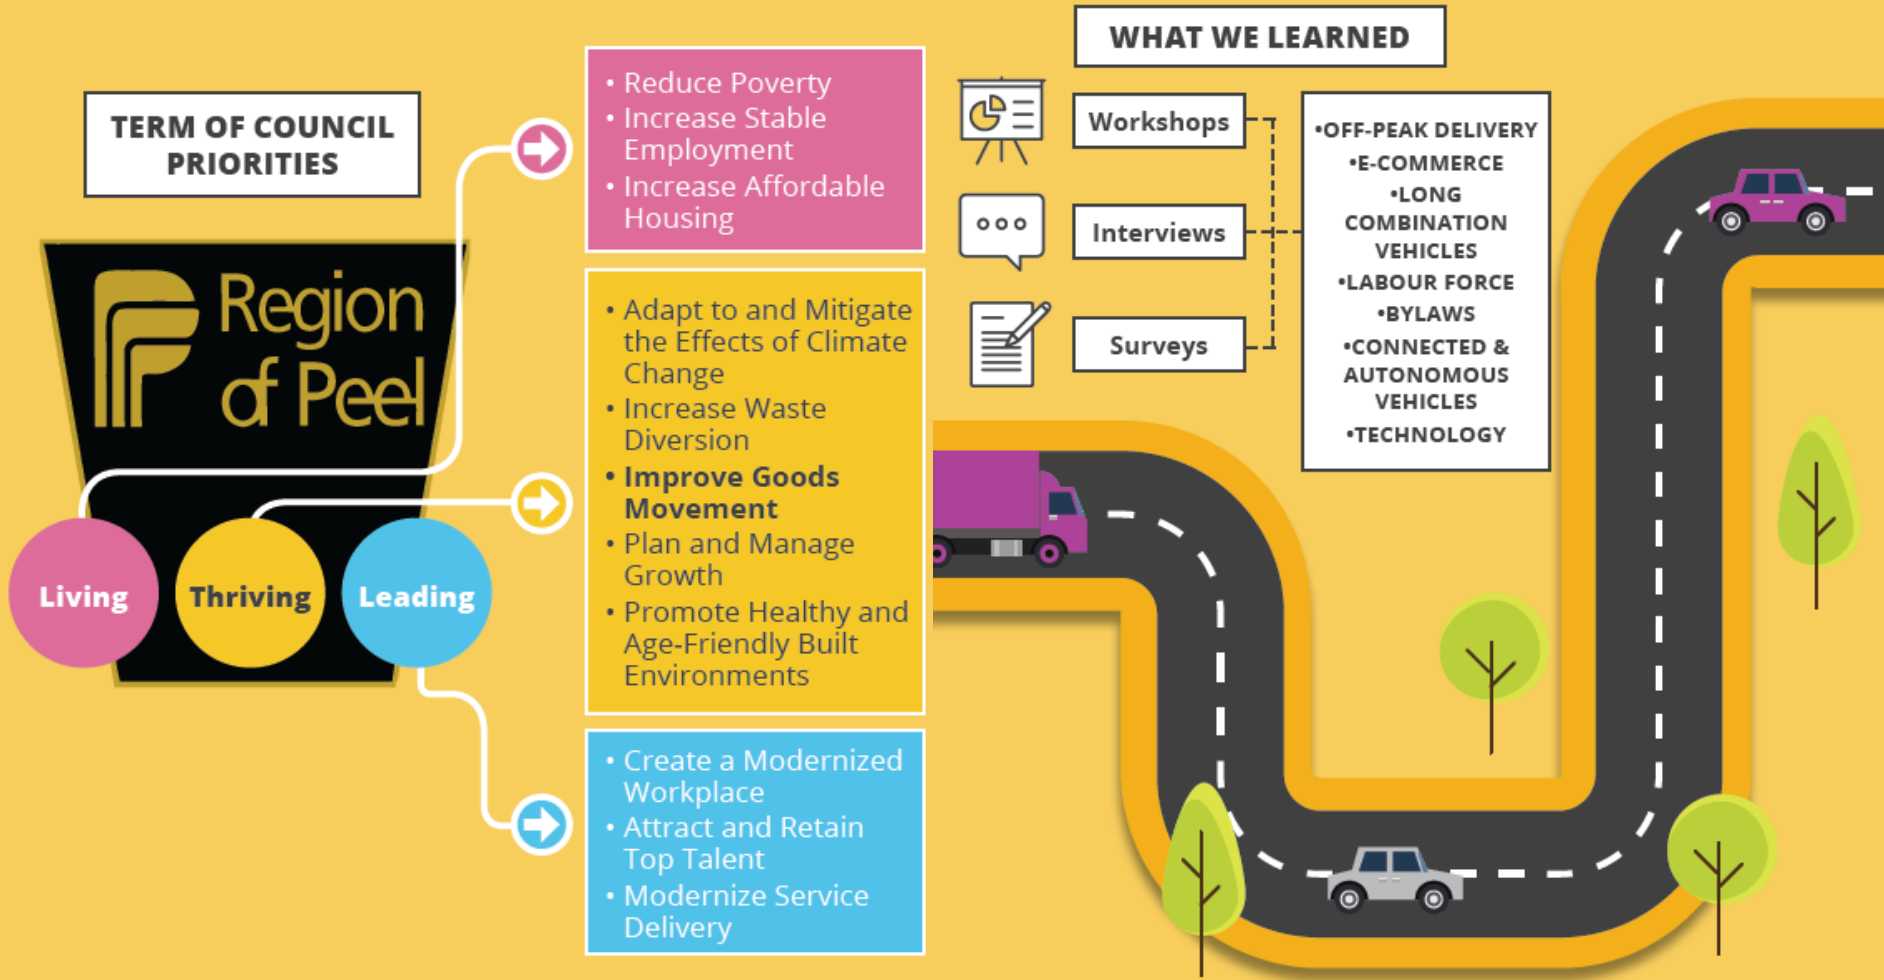 TERM OF COUNCIL
PRIORITIES
Region
of Peel
Living
Thriving
Leading
• Reduce Poverty
• Increase Stable
Employment
• Increase Affordable
Housing
• Adapt to and Mitigate
the Effects of Climate
Change
• Increase Waste
Diversion
• Improve Goods
Movement
• Plan and Manage
Growth
• Promote Healthy and
Age-Friendly Built
Environments
• Create a Modernized
Workplace
• Attract and Retain
Top Talent
• Modernize Service
Delivery
WHAT WE LEARNED
Workshops
Interviews
Surveys
•OFF-PEAK DELIVERY
•E-COMMERCE
•LONG
COMBINATION
VEHICLES
•LABOUR FORCE
•BYLAWS
•CONNECTED &
AUTONOMOUS
VEHICLES
•TECHNOLOGY